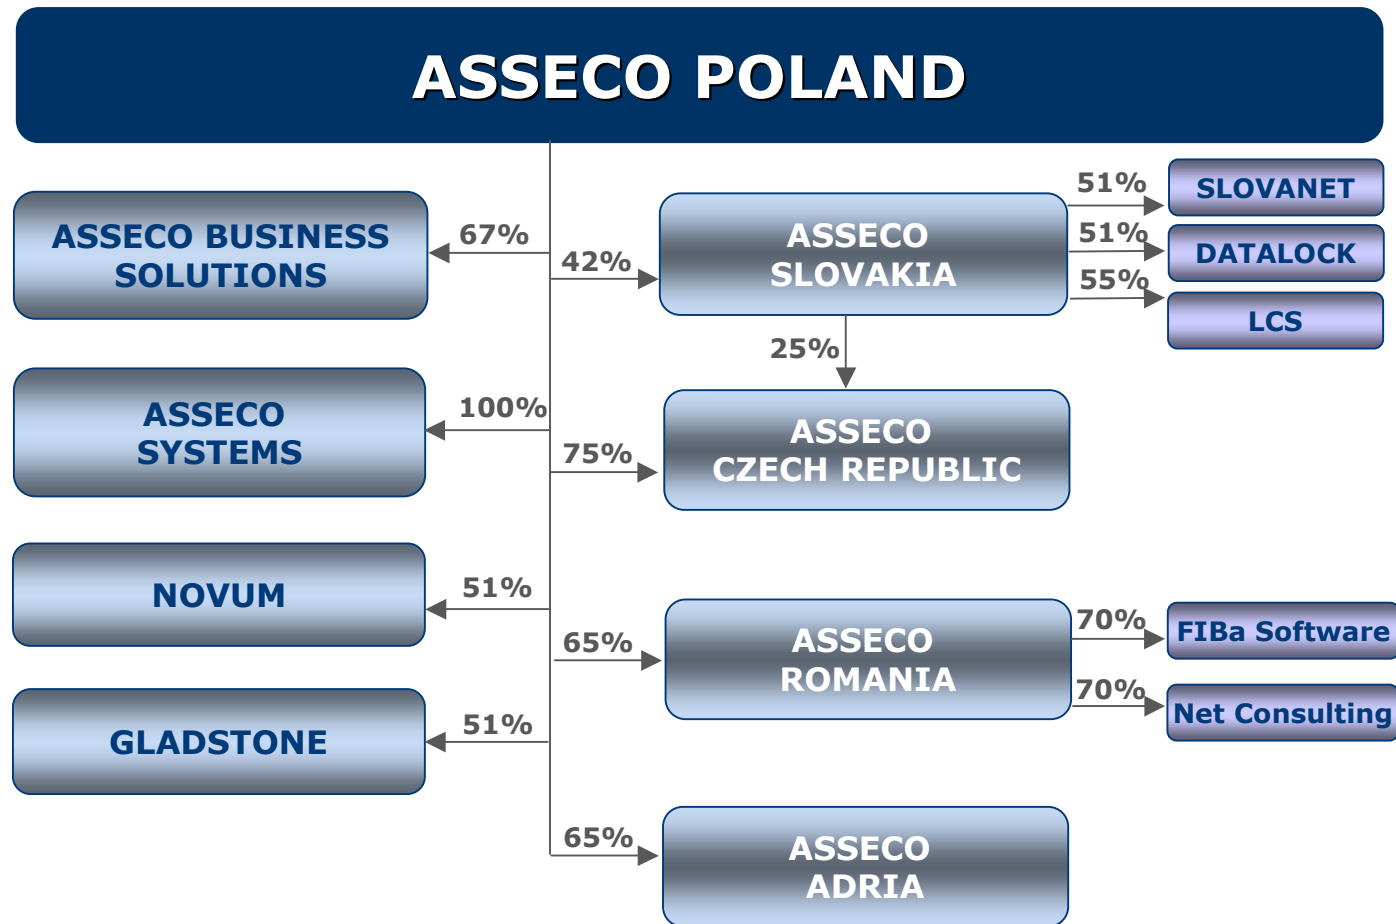 ASSECO POLAND
67%
ASSECO BUSINESS
SOLUTIONS
42%
ASSECO
SLOVAKIA
51%
SLOVANET
51%
DATALOCK
55%
LCS
25%
100%
ASSECO
SYSTEMS
75%
ASSECO
CZECH REPUBLIC
51%
NOVUM
65%
ASSECO
ROMANIA
70%
FIBa Software
70%
Net Consulting
51%
GLADSTONE
65%
ASSECO
ADRIA